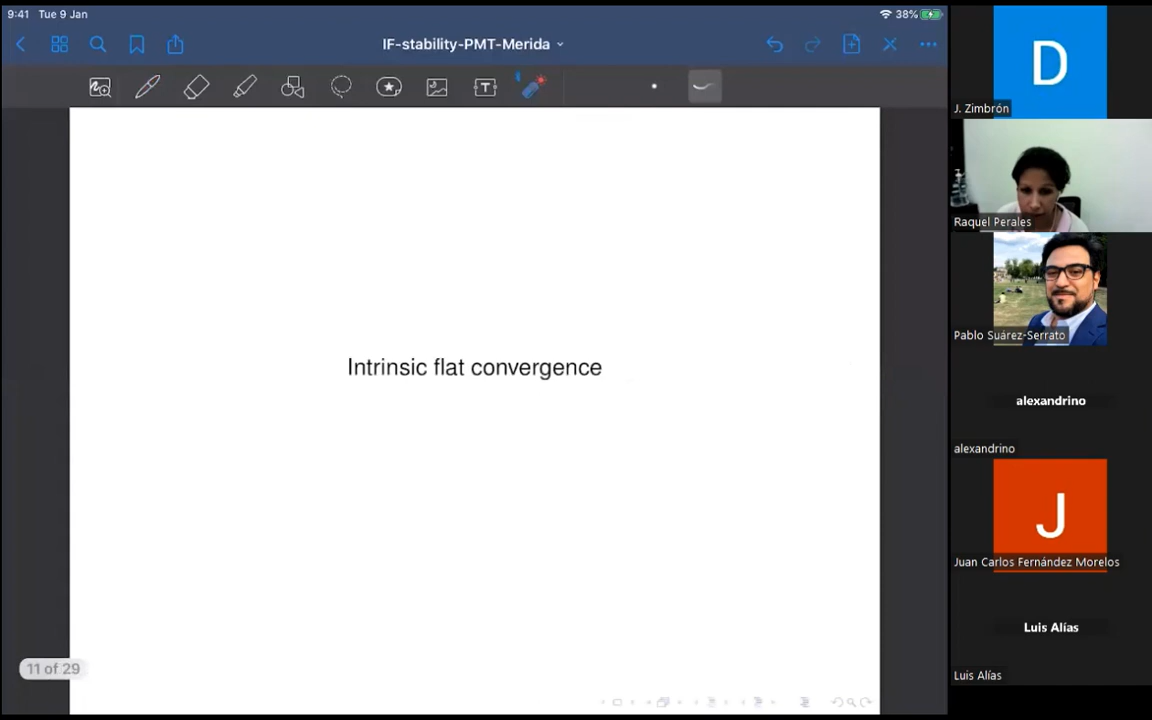 9:41 Tue 9 Jan
38%
IF-stability-PMT-Merida
T
Intrinsic flat convergence
11 of 29
D
J. Zimbrón
Raquel Perales
Pablo Suárez-Serrato
alexandrino
alexandrino
J
Juan Carlos Fernández Morelos
Luis Alías
Luis Alías